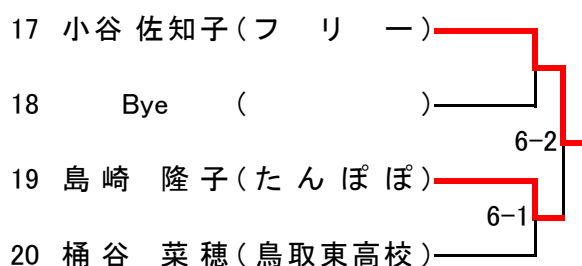 17 小谷 佐知子(フリー)
18 Bye ( )
6-2
19 島崎 隆子(たんぽぽ)
6-1
20 桶谷 菜穂(鳥取東高校)